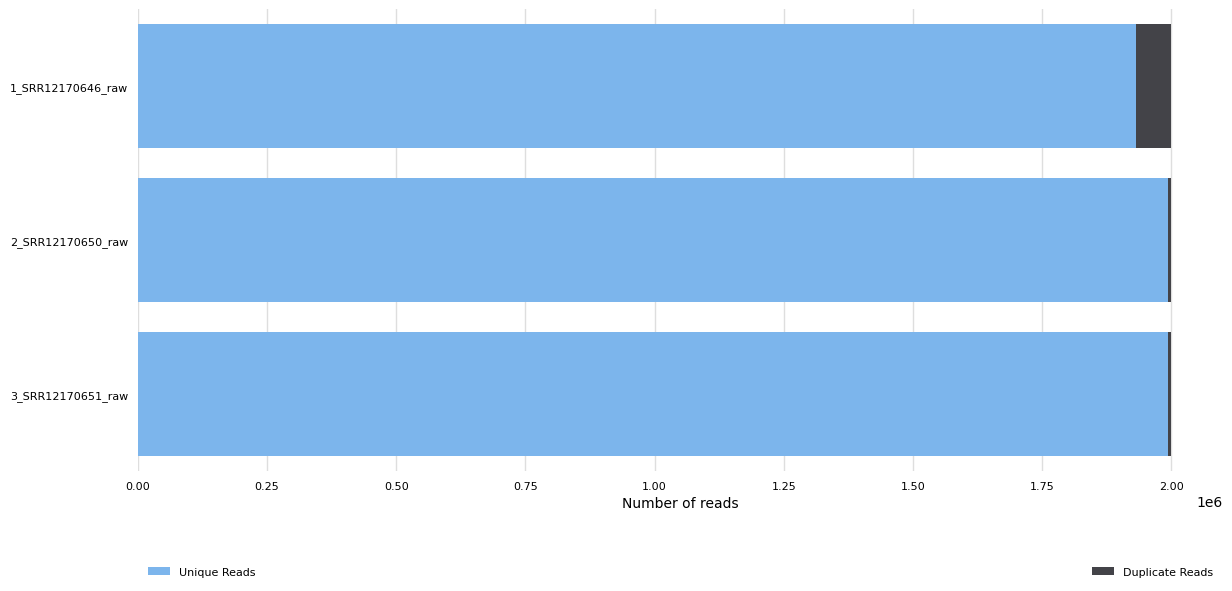 1_SRR12170646_raw
2_SRR12170650_raw
3_SRR12170651_raw
0.00 0.25 0.50 0.75 1.00 1.25 1.50 1.75 2.00
Number of reads 1e6
Unique Reads Duplicate Reads